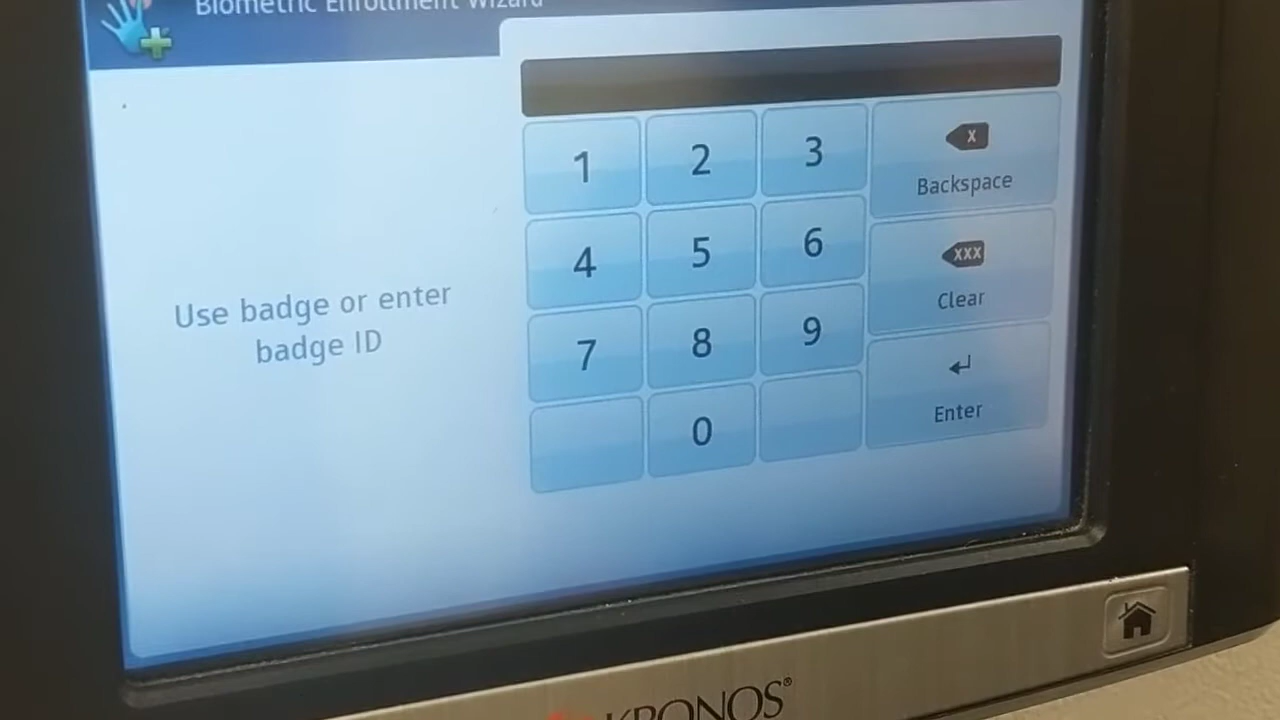 Biometric Enrollment Wizard
Use badge or enter
badge ID
1 2 3
Backspace
4 5 6
Clear
7 8 9
Enter
0
KRONOS®